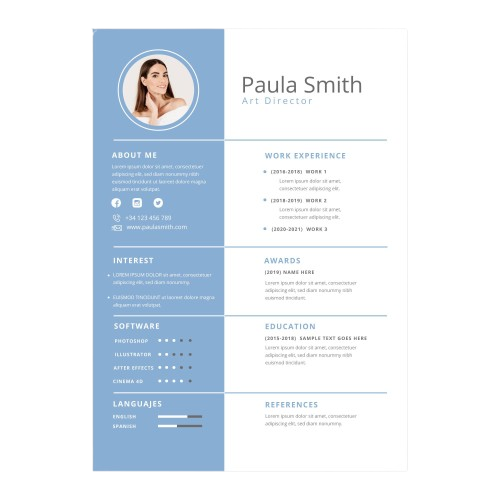 Paula Smith
Art Director
ABOUT ME
Lorem ipsum dolor sit amet, consectetuer
adipiscing elit, sed diam nonummy
nibh euismod tincidunt ut laoreet
adipiscing elit, sed diam nonummy nibh
euismod volutpat.
+34 123 456 789
www.paulasmith.com
INTEREST
LOREM IPSUM DOLOR sit amet, consectetuer
adipiscing elit.
EUISMOD TINCIDUNT ut laoreet magna
aliquam erat volutpat.
SOFTWARE
PHOTOSHOP
ILLUSTRATOR
AFTER EFFECTS
CINEMA 4D
LANGUAJES
ENGLISH
SPANISH
WORK EXPERIENCE
(2016-2018) WORK 1
Lorem ipsum dolor sit amet,
consectetuer adipiscing elit.
(2018-2019) WORK 2
Lorem ipsum dolor sit amet,
consectetuer adipiscing elit.
(2020-2021) WORK 3
AWARDS
(2019) NAME HERE
Lorem ipsum dolor sit amet, consectetuer
adipiscing elit, sed diam nonummy
euismod tincidunt.
EDUCATION
(2015-2018) SAMPLE TEXT GOES HERE
Lorem ipsum dolor sit amet, consectetuer
adipiscing elit, sed diam nonummy nibh
euismod tincidunt.
REFERENCES
Lorem ipsum dolor sit amet, consectetuer
adipiscing elit, sed diam nonummy.